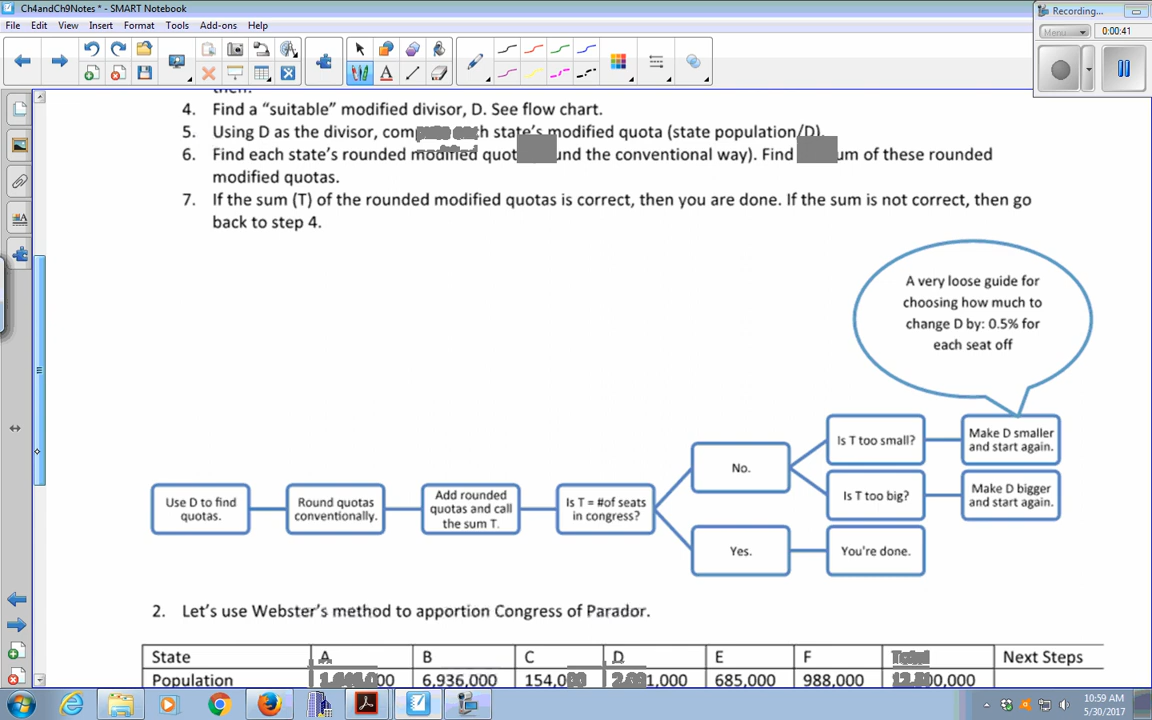 Ch4andCh9Notes * - SMART Notebook
Recording...
File Edit View Insert Format Tools Add-ons Help
Menu
0:00:41
then:
4. Find a “suitable” modified divisor, D. See flow chart.
5. Using D as the divisor, state’s modified quota (state population/D).
6. Find each state’s rounded modified the conventional way). Find of these rounded
modified quotas.
7. If the sum (T) of the rounded modified quotas is correct, then you are done. If the sum is not correct, then go
back to step 4.
A very loose guide for
choosing how much to
change D by: 0.5% for
each seat off
Use D to find
quotas.
Round quotas
conventionally.
Add rounded
quotas and call
the sum T.
Is T = #of seats
in congress?
No.
Is T too small?
Make D smaller
and start again.
Is T too big?
Make D bigger
and start again.
Yes.
You're done.
2. Let’s use Webster’s method to apportion Congress of Parador.
State A B C D E F Total Next Steps
Population 6,936,000 685,000 988,000
10:59 AM
5/30/2017